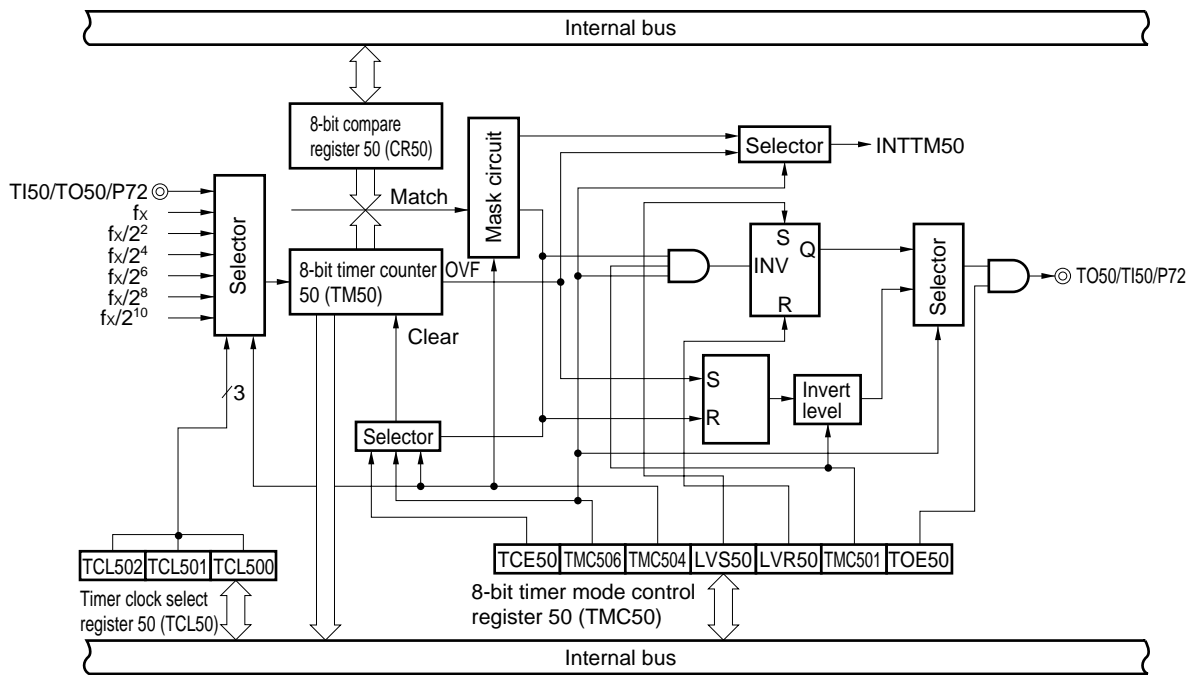 Internal bus
8-bit compare
register 50 (CR50)
Mask circuit
Selector
INTTM50
TI50/TO50/P72
fX
fX/2²
fX/2⁴
fX/2⁶
fX/2⁸
fX/2¹⁰
Selector
Match
8-bit timer counter
50 (TM50)
OVF
Clear
S
Q
INV
R
Selector
TO50/TI50/P72
3
S
R
Invert
level
Selector
TCL502 TCL501 TCL500
Timer clock select
register 50 (TCL50)
TCE50 TMC506 TMC504 LVS50 LVR50 TMC501 TOE50
8-bit timer mode control
register 50 (TMC50)
Internal bus